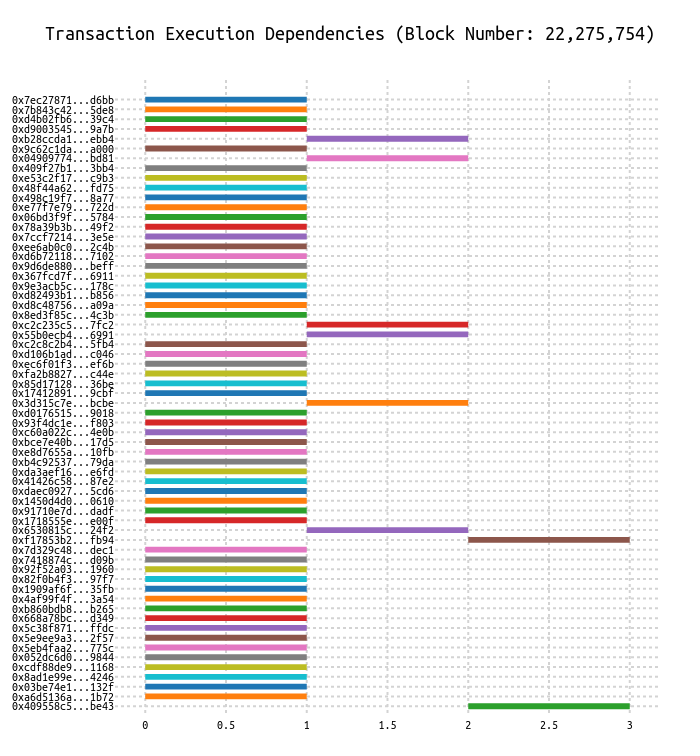 Transaction Execution Dependencies (Block Number: 22,275,754)
0x7ec27871...d6bb
0x7b843c42...5de8
0xd4b02fb6...39c4
0xd9003545...9a7b
0xb28ccda1...ebb4
0x9c62c1da...a000
0x04909774...bd81
0x409f27b1...3bb4
0xe53c2f17...c9b3
0x48f44a62...fd75
0x498c19f7...8a77
0xe77f7e79...722d
0x06bd3f9f...5784
0x78a39b3b...49f2
0x7ccf7214...3e5e
0xee6ab0c0...2c4b
0xd6b72118...7102
0x9d6de880...beff
0x367fcd7f...6911
0x9e3acb5c...178c
0xd82493b1...b856
0xd8c48756...a09a
0x8ed3f85c...4c3b
0xc2c235c5...7fc2
0x55b0ecb4...6991
0xc2c8c2b4...5fb4
0xd106b1ad...c046
0xec6f01f3...ef6b
0xfa2b8827...c44e
0x85d17128...36be
0x17412891...9cbf
0x3d315c7e...bcbe
0xd0176515...9018
0x93f4dc1e...f803
0xc60a022c...4e0b
0xbce7e40b...17d5
0xe8d7655a...10fb
0xb4c92537...79da
0xda3aef16...e6fd
0x41426c58...87e2
0xdaec0927...5cd6
0x1450d4d0...0610
0x91710e7d...dadf
0x1718555e...e00f
0x6530815c...24f2
0xf17853b2...fb94
0x7d329c48...dec1
0x7418874c...d09b
0x92f52a03...1960
0x82f0b4f3...97f7
0x1909af6f...35fb
0x4af99f4f...3a54
0xb860bdb8...b265
0x668a78bc...d349
0x5c38f871...ffdc
0x5e9ee9a3...2f57
0x5eb4faa2...775c
0x052dc6d0...9844
0xcdf88de9...1168
0x8ad1e99e...4246
0x03be74e1...132f
0xa6d5136a...1b72
0x409558c5...be43
0 0.5 1 1.5 2 2.5 3